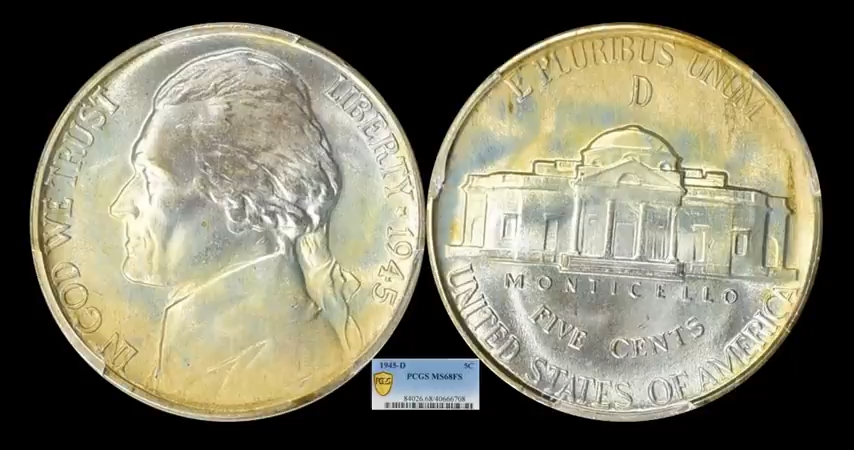 IN GOD WE TRUST
LIBERTY ★ 1945
E PLURIBUS UNUM
D
MONTICELLO
FIVE CENTS
UNITED STATES OF AMERICA
1945-D 5C
PCGS MS68FS
PCGS
84026.68/40666708